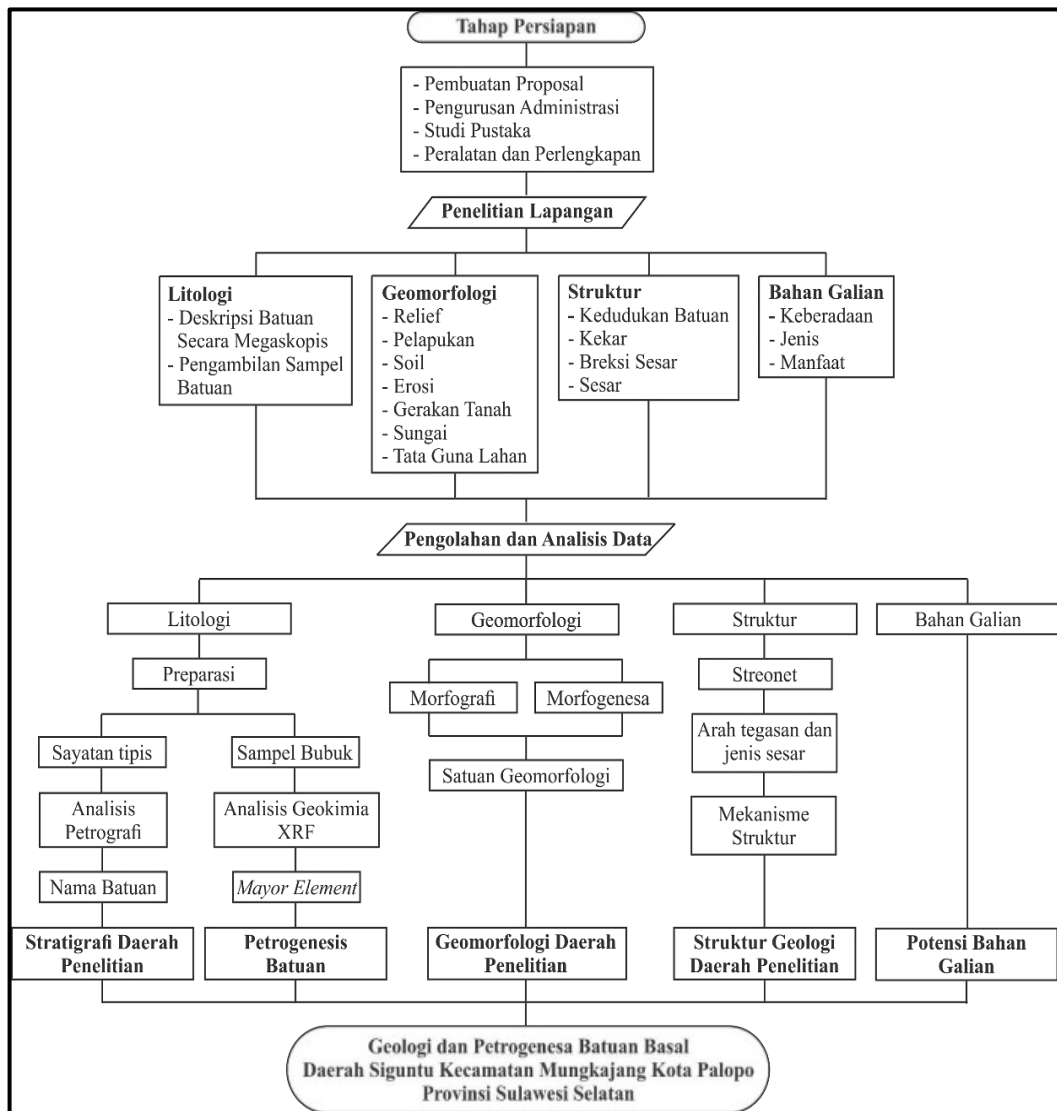 Tahap Persiapan
- Pembuatan Proposal
- Pengurusan Administrasi
- Studi Pustaka
- Peralatan dan Perlengkapan
Penelitian Lapangan
Litologi
- Deskripsi Batuan
Secara Megaskopis
- Pengambilan Sampel
Batuan
Geomorfologi
- Relief
- Pelapukan
- Soil
- Erosi
- Gerakan Tanah
- Sungai
- Tata Guna Lahan
Struktur
- Kedudukan Batuan
- Kekar
- Breksi Sesar
- Sesar
Bahan Galian
- Keberadaan
- Jenis
- Manfaat
Pengolahan dan Analisis Data
Litologi
Preparasi
Sayatan tipis
Analisis
Petrografi
Nama Batuan
Stratigrafi Daerah
Penelitian
Sampel Bubuk
Analisis Geokimia
XRF
Mayor Element
Petrogenesis
Batuan
Geomorfologi
Morfografi
Morfogenesa
Satuan Geomorfologi
Geomorfologi Daerah
Penelitian
Struktur
Streonet
Arah tegasan dan
jenis sesar
Mekanisme
Struktur
Struktur Geologi
Daerah Penelitian
Bahan Galian
Potensi Bahan
Galian
Geologi dan Petrogenesa Batuan Basal
Daerah Siguntu Kecamatan Mungkajang Kota Palopo
Provinsi Sulawesi Selatan